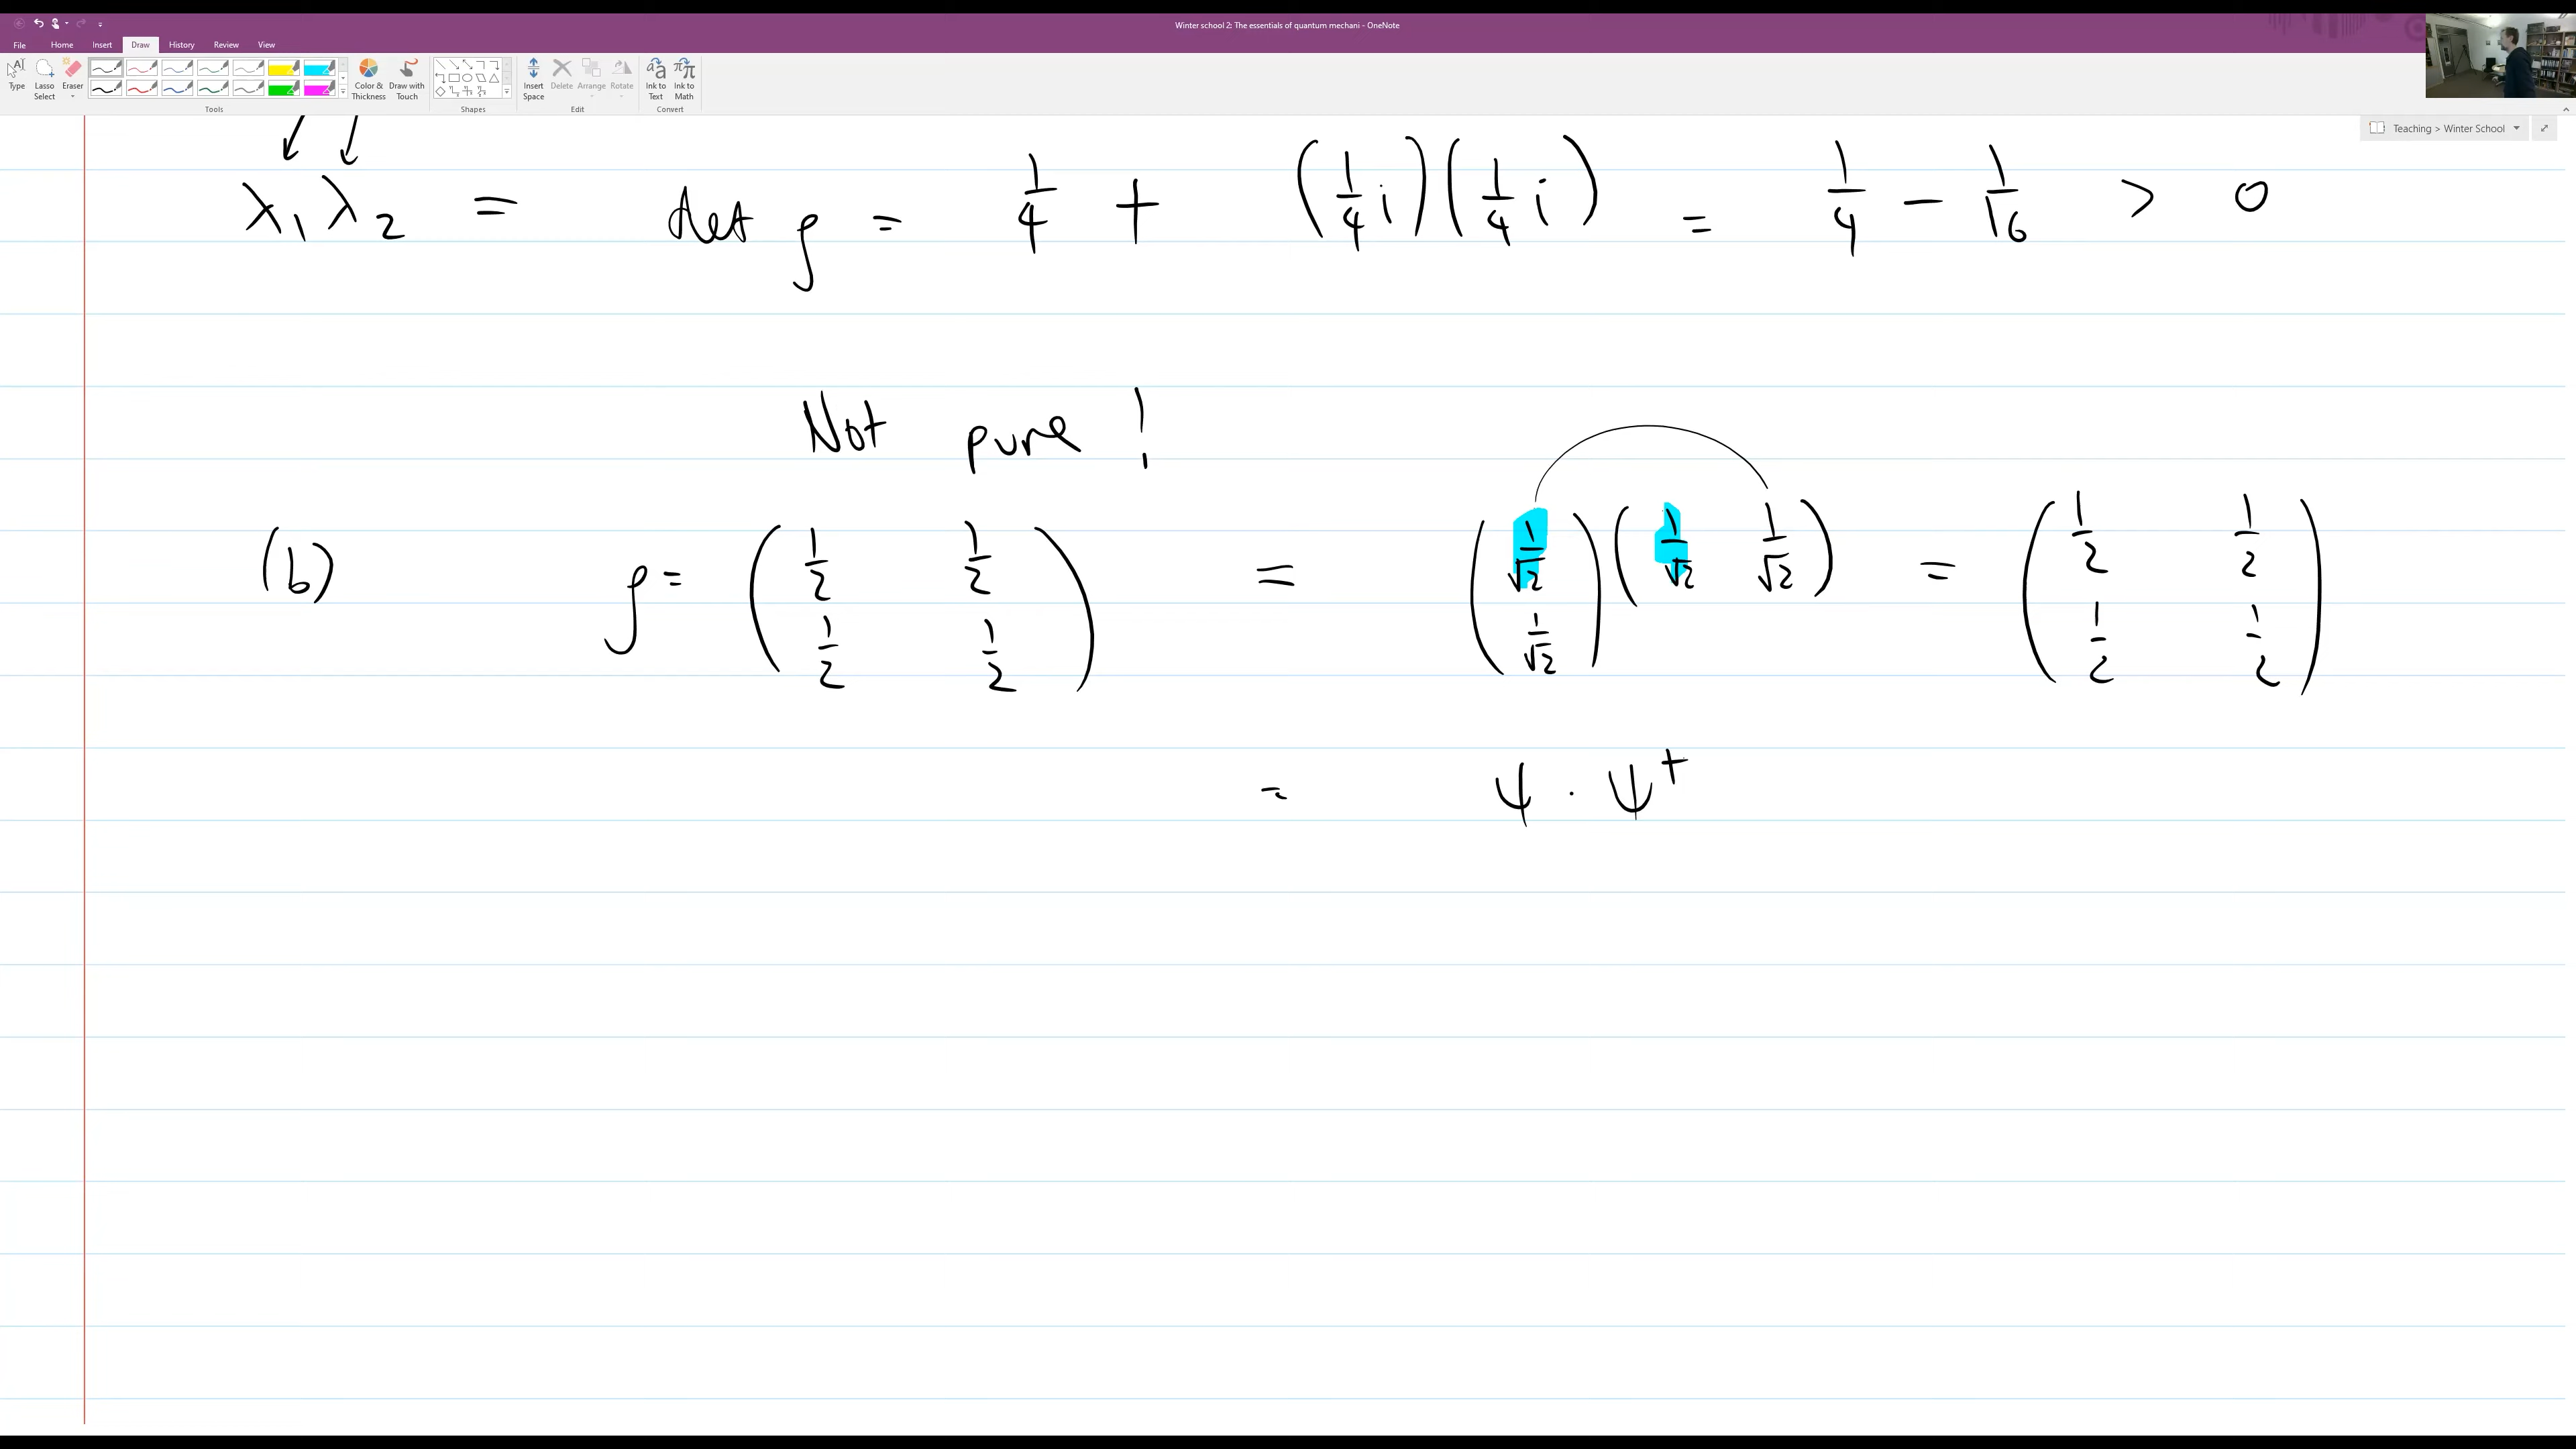 Winter school 2: The essentials of quantum mechani - OneNote
File Home Insert Draw History Review View
Type Lasso Select Eraser Color & Thickness Draw with Touch Insert Space Delete Arrange Rotate Ink to Text Ink to Math
Tools Shapes Edit Convert
Teaching > Winter School
λ₁ λ₂ = det ρ = 1/4 + (1/4 i)(1/4 i) = 1/4 - 1/16 > 0
Not pure !
(b) ρ = (1/2 1/2; 1/2 1/2) = (1/√2; 1/√2)(1/√2 1/√2) = (1/2 1/2; 1/2 1/2)
= ψ · ψ†